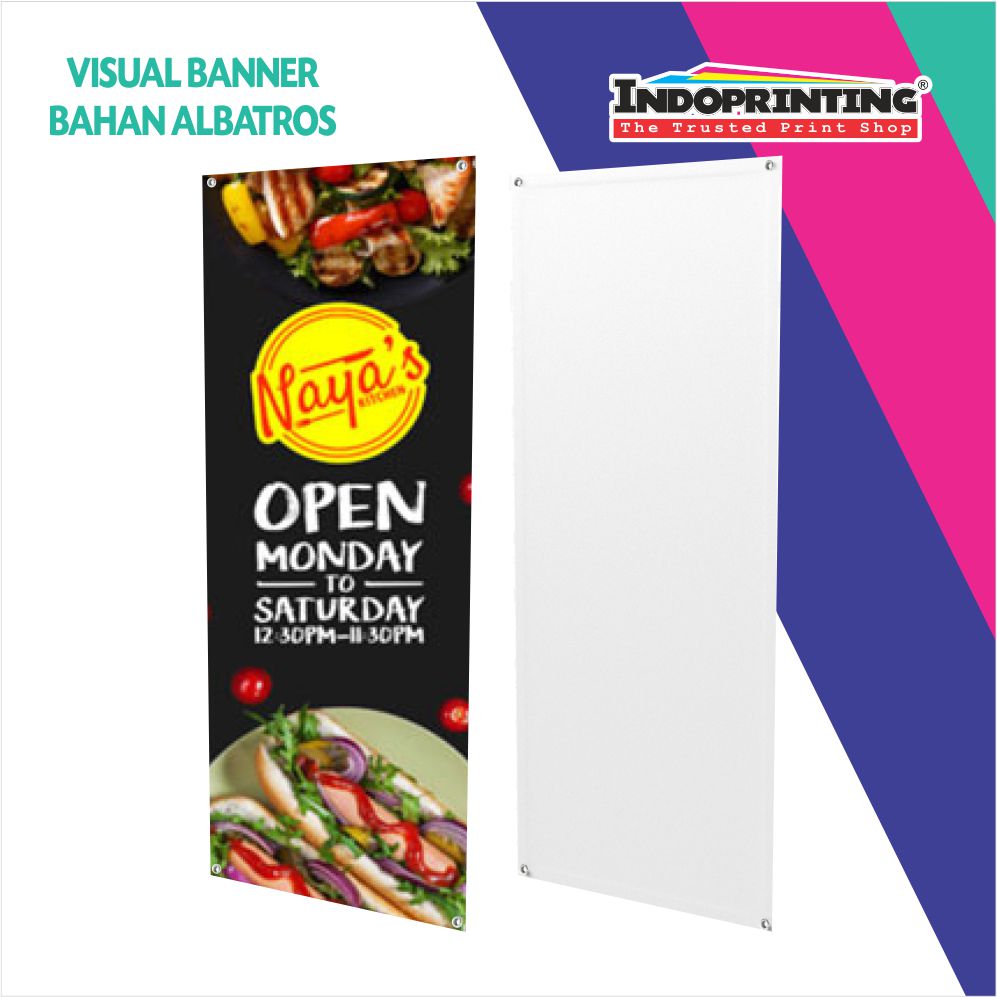 VISUAL BANNER
BAHAN ALBATROS
INDOPRINTING®
The Trusted Print Shop
Naya's
KITCHEN
OPEN
MONDAY
TO
SATURDAY
12:30PM-11:30PM